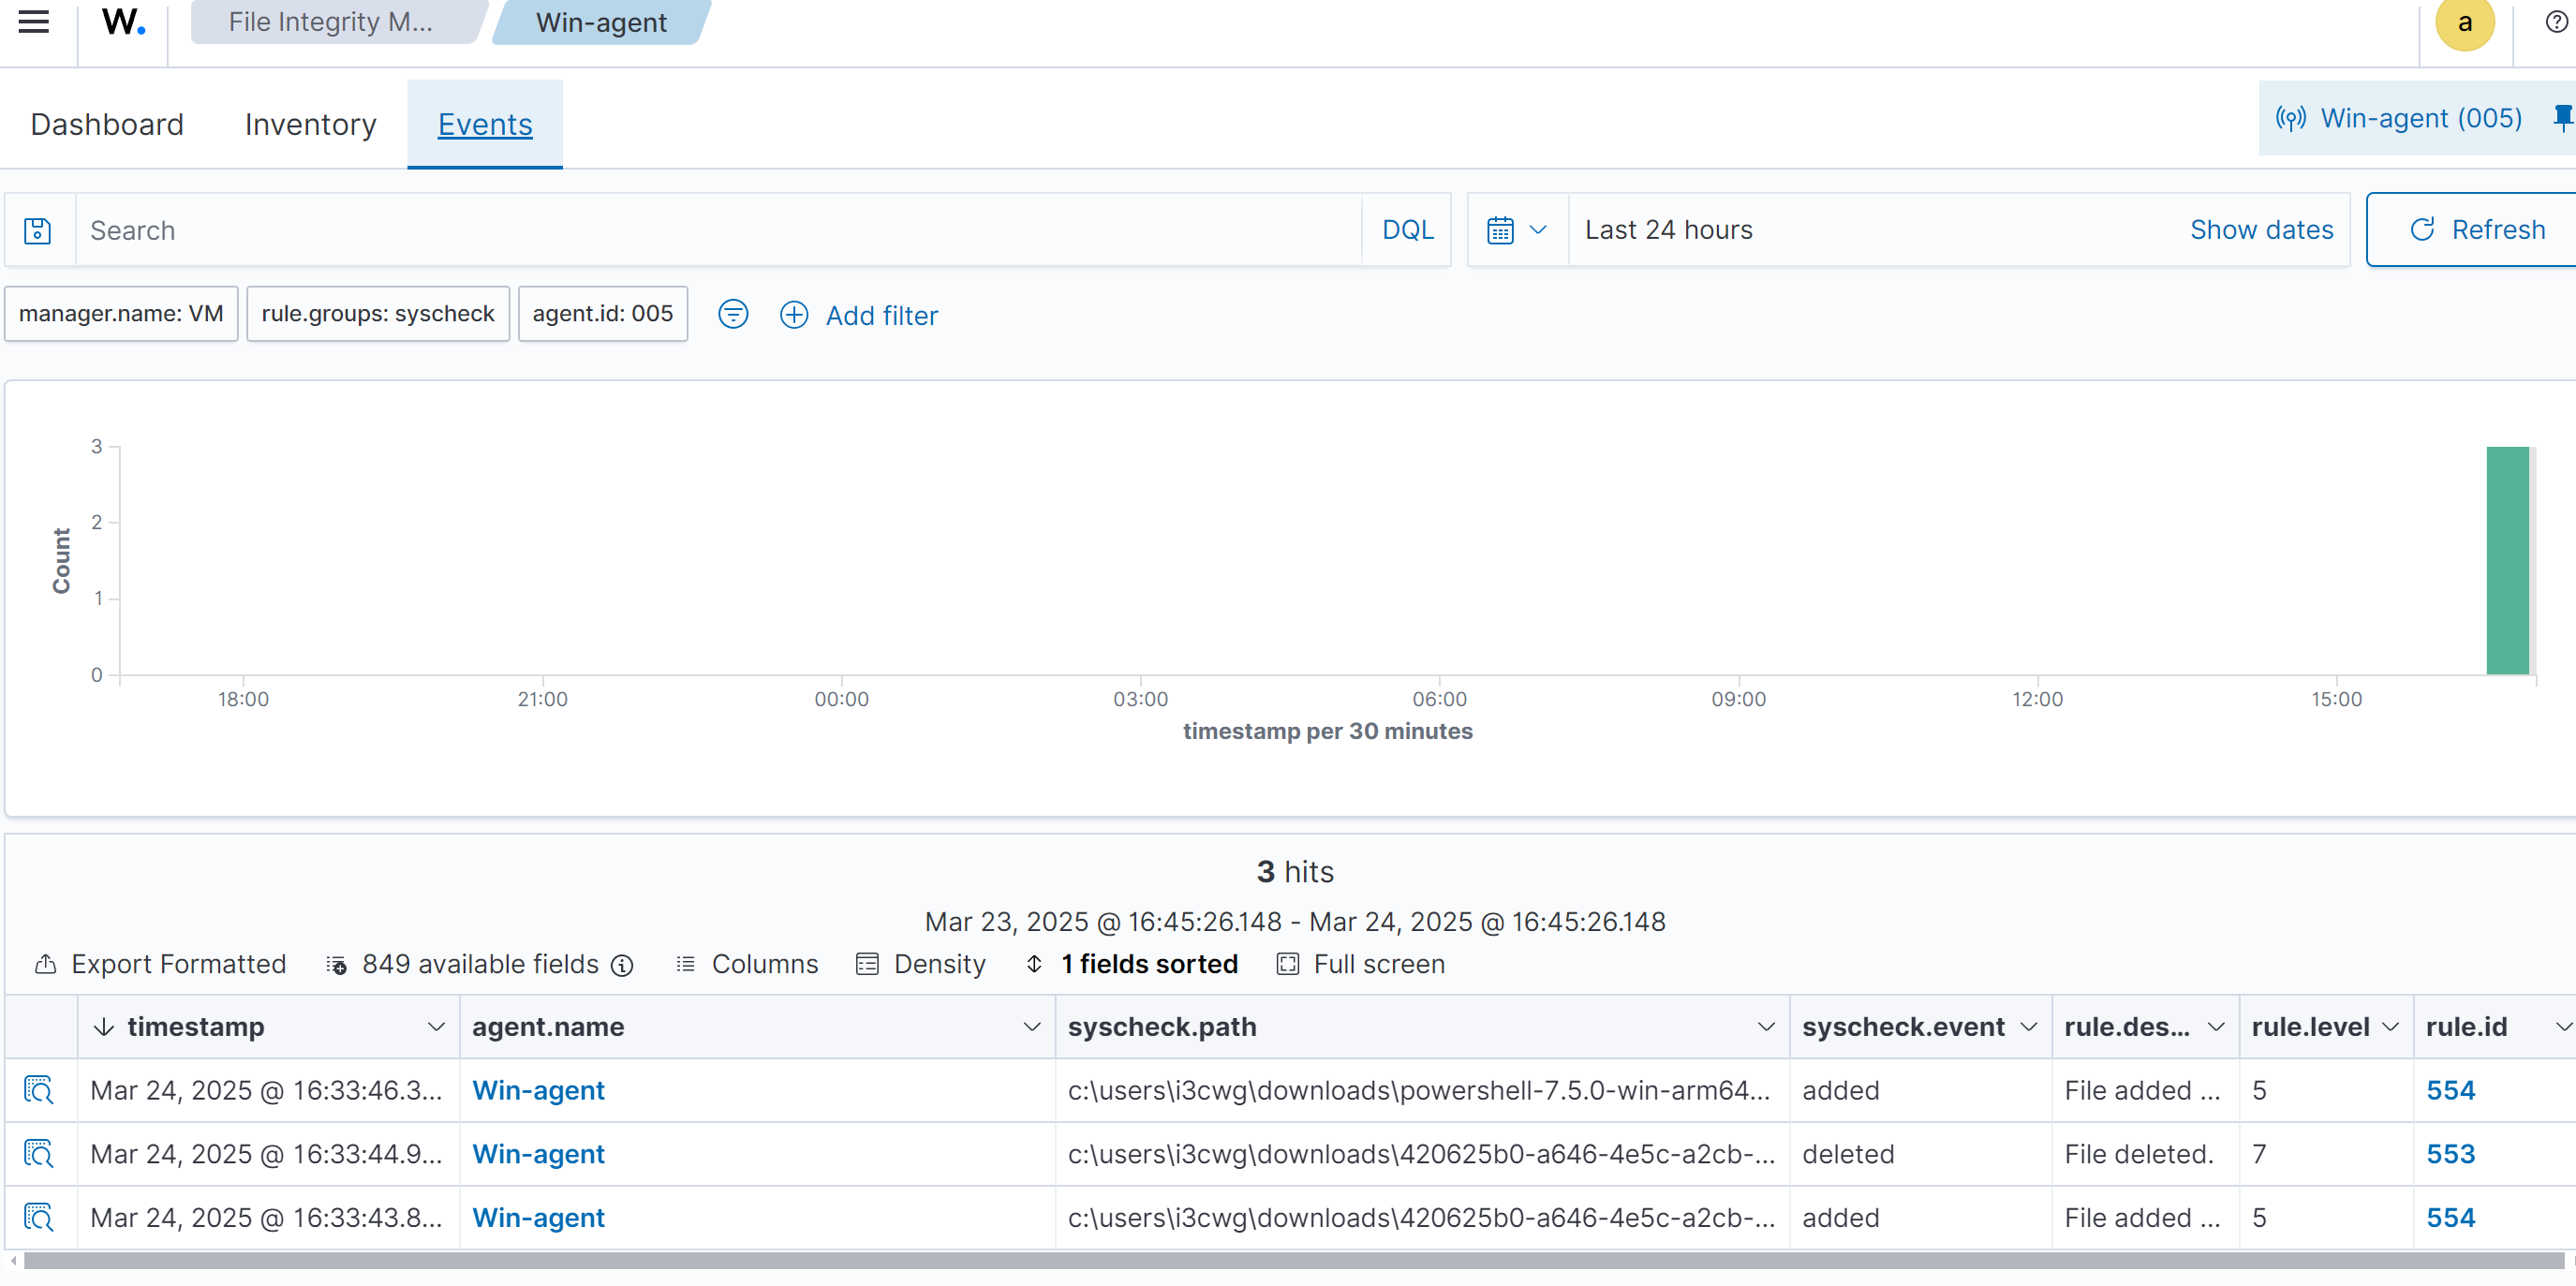 W. File Integrity M... Win-agent a
Dashboard Inventory Events Win-agent (005)
Search DQL Last 24 hours Show dates Refresh
manager.name: VM rule.groups: syscheck agent.id: 005 Add filter
3
2
1
0
Count
18:00 21:00 00:00 03:00 06:00 09:00 12:00 15:00
timestamp per 30 minutes
3 hits
Mar 23, 2025 @ 16:45:26.148 - Mar 24, 2025 @ 16:45:26.148
Export Formatted 849 available fields Columns Density 1 fields sorted Full screen
timestamp agent.name syscheck.path syscheck.event rule.des... rule.level rule.id
Mar 24, 2025 @ 16:33:46.3... Win-agent c:\users\i3cwg\downloads\powershell-7.5.0-win-arm64... added File added ... 5 554
Mar 24, 2025 @ 16:33:44.9... Win-agent c:\users\i3cwg\downloads\420625b0-a646-4e5c-a2cb-... deleted File deleted. 7 553
Mar 24, 2025 @ 16:33:43.8... Win-agent c:\users\i3cwg\downloads\420625b0-a646-4e5c-a2cb-... added File added ... 5 554